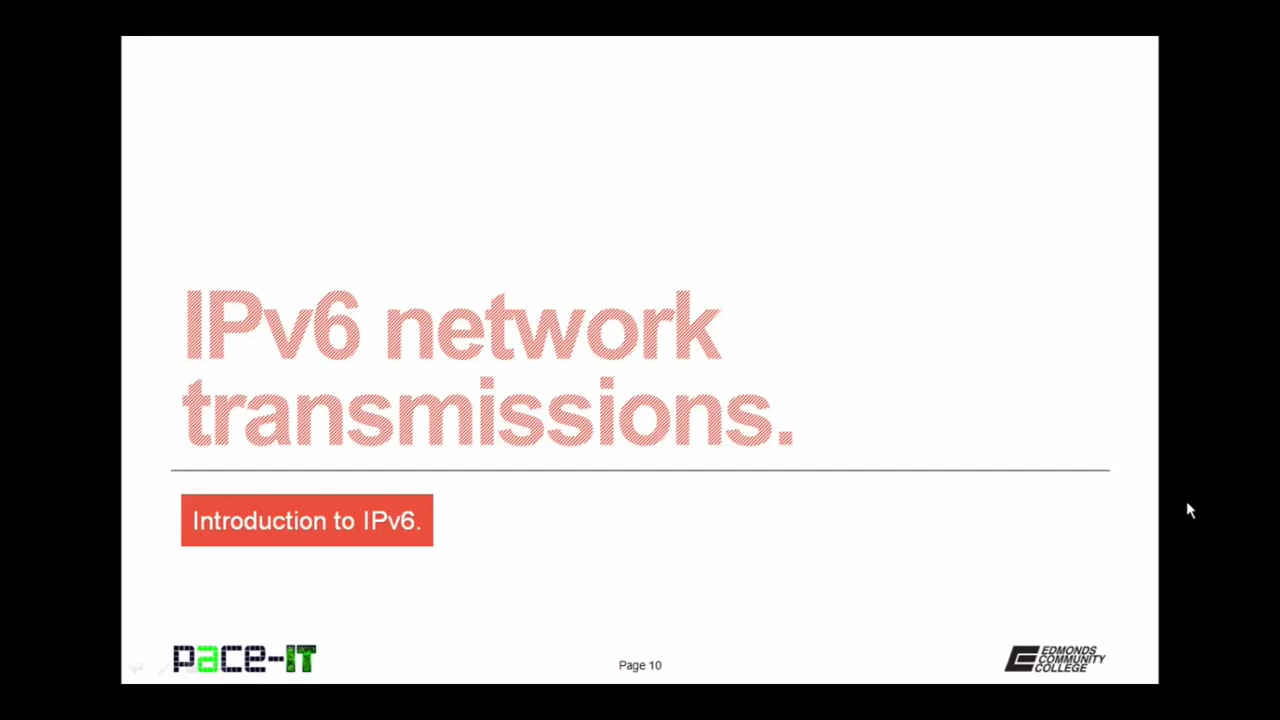 IPv6 network
transmissions.
Introduction to IPv6.
pace-IT
Page 10
EDMONDS
COMMUNITY
COLLEGE